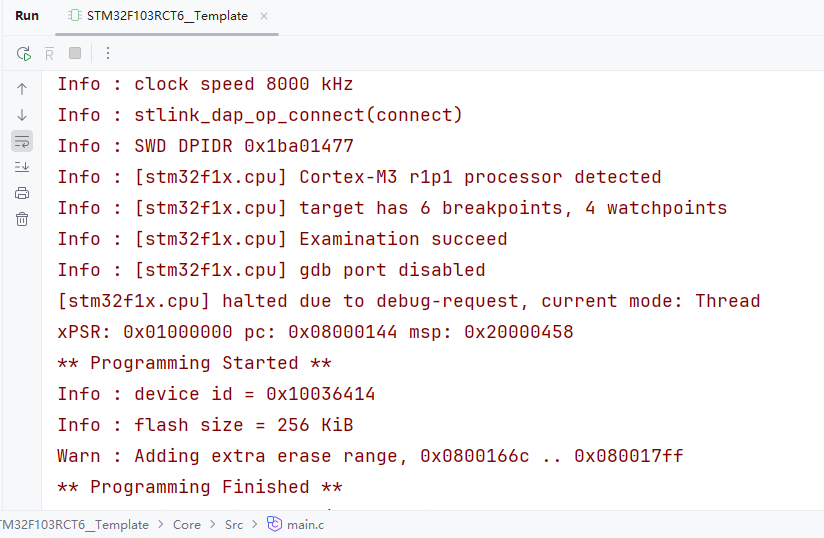 Run STM32F103RCT6__Template
Info : clock speed 8000 kHz
Info : stlink_dap_op_connect(connect)
Info : SWD DPIDR 0x1ba01477
Info : [stm32f1x.cpu] Cortex-M3 r1p1 processor detected
Info : [stm32f1x.cpu] target has 6 breakpoints, 4 watchpoints
Info : [stm32f1x.cpu] Examination succeed
Info : [stm32f1x.cpu] gdb port disabled
[stm32f1x.cpu] halted due to debug-request, current mode: Thread
xPSR: 0x01000000 pc: 0x08000144 msp: 0x20000458
** Programming Started **
Info : device id = 0x10036414
Info : flash size = 256 KiB
Warn : Adding extra erase range, 0x0800166c .. 0x080017ff
** Programming Finished **
TM32F103RCT6__Template > Core > Src > main.c